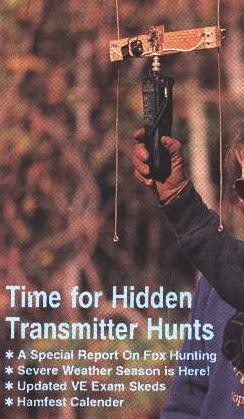 Time for Hidden
Transmitter Hunts
* A Special Report On Fox Hunting
* Severe Weather Season is Here!
* Updated VE Exam Skeds
* Hamfest Calender